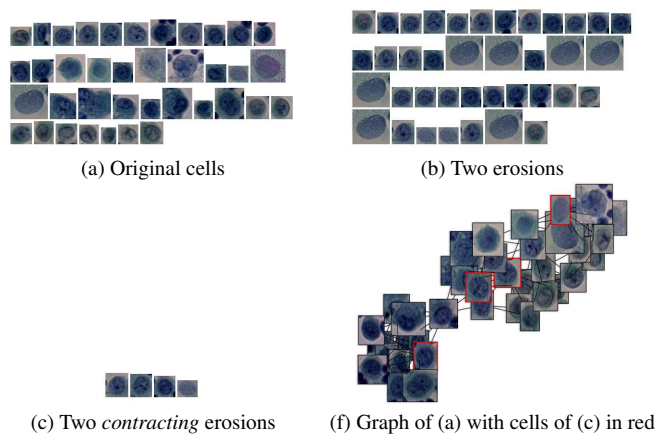 (a) Original cells
(b) Two erosions
(c) Two contracting erosions
(f) Graph of (a) with cells of (c) in red